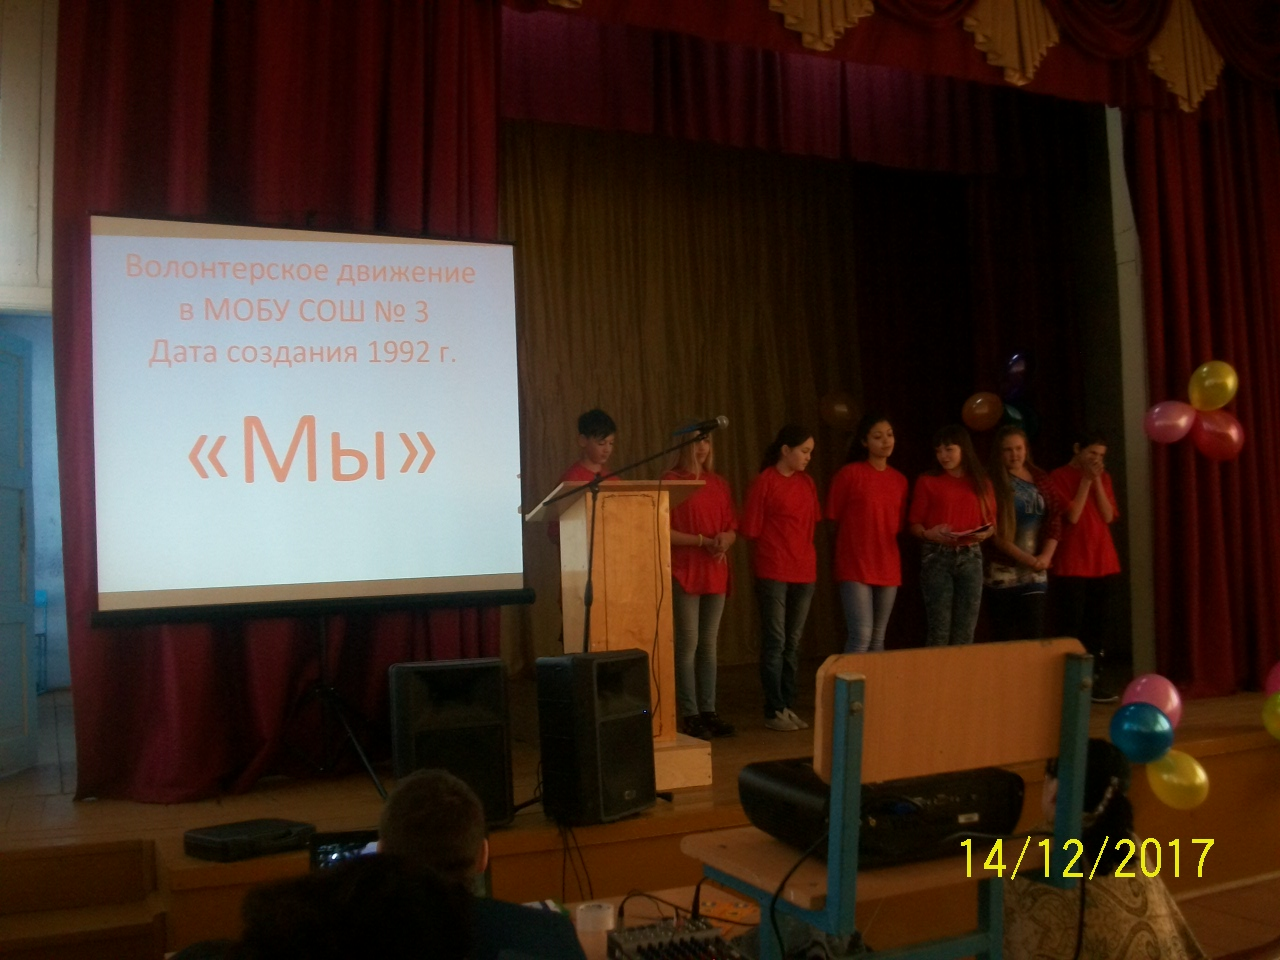 Волонтерское движение
в МОБУ СОШ № 3
Дата создания 1992 г.
«Мы»
14/12/2017